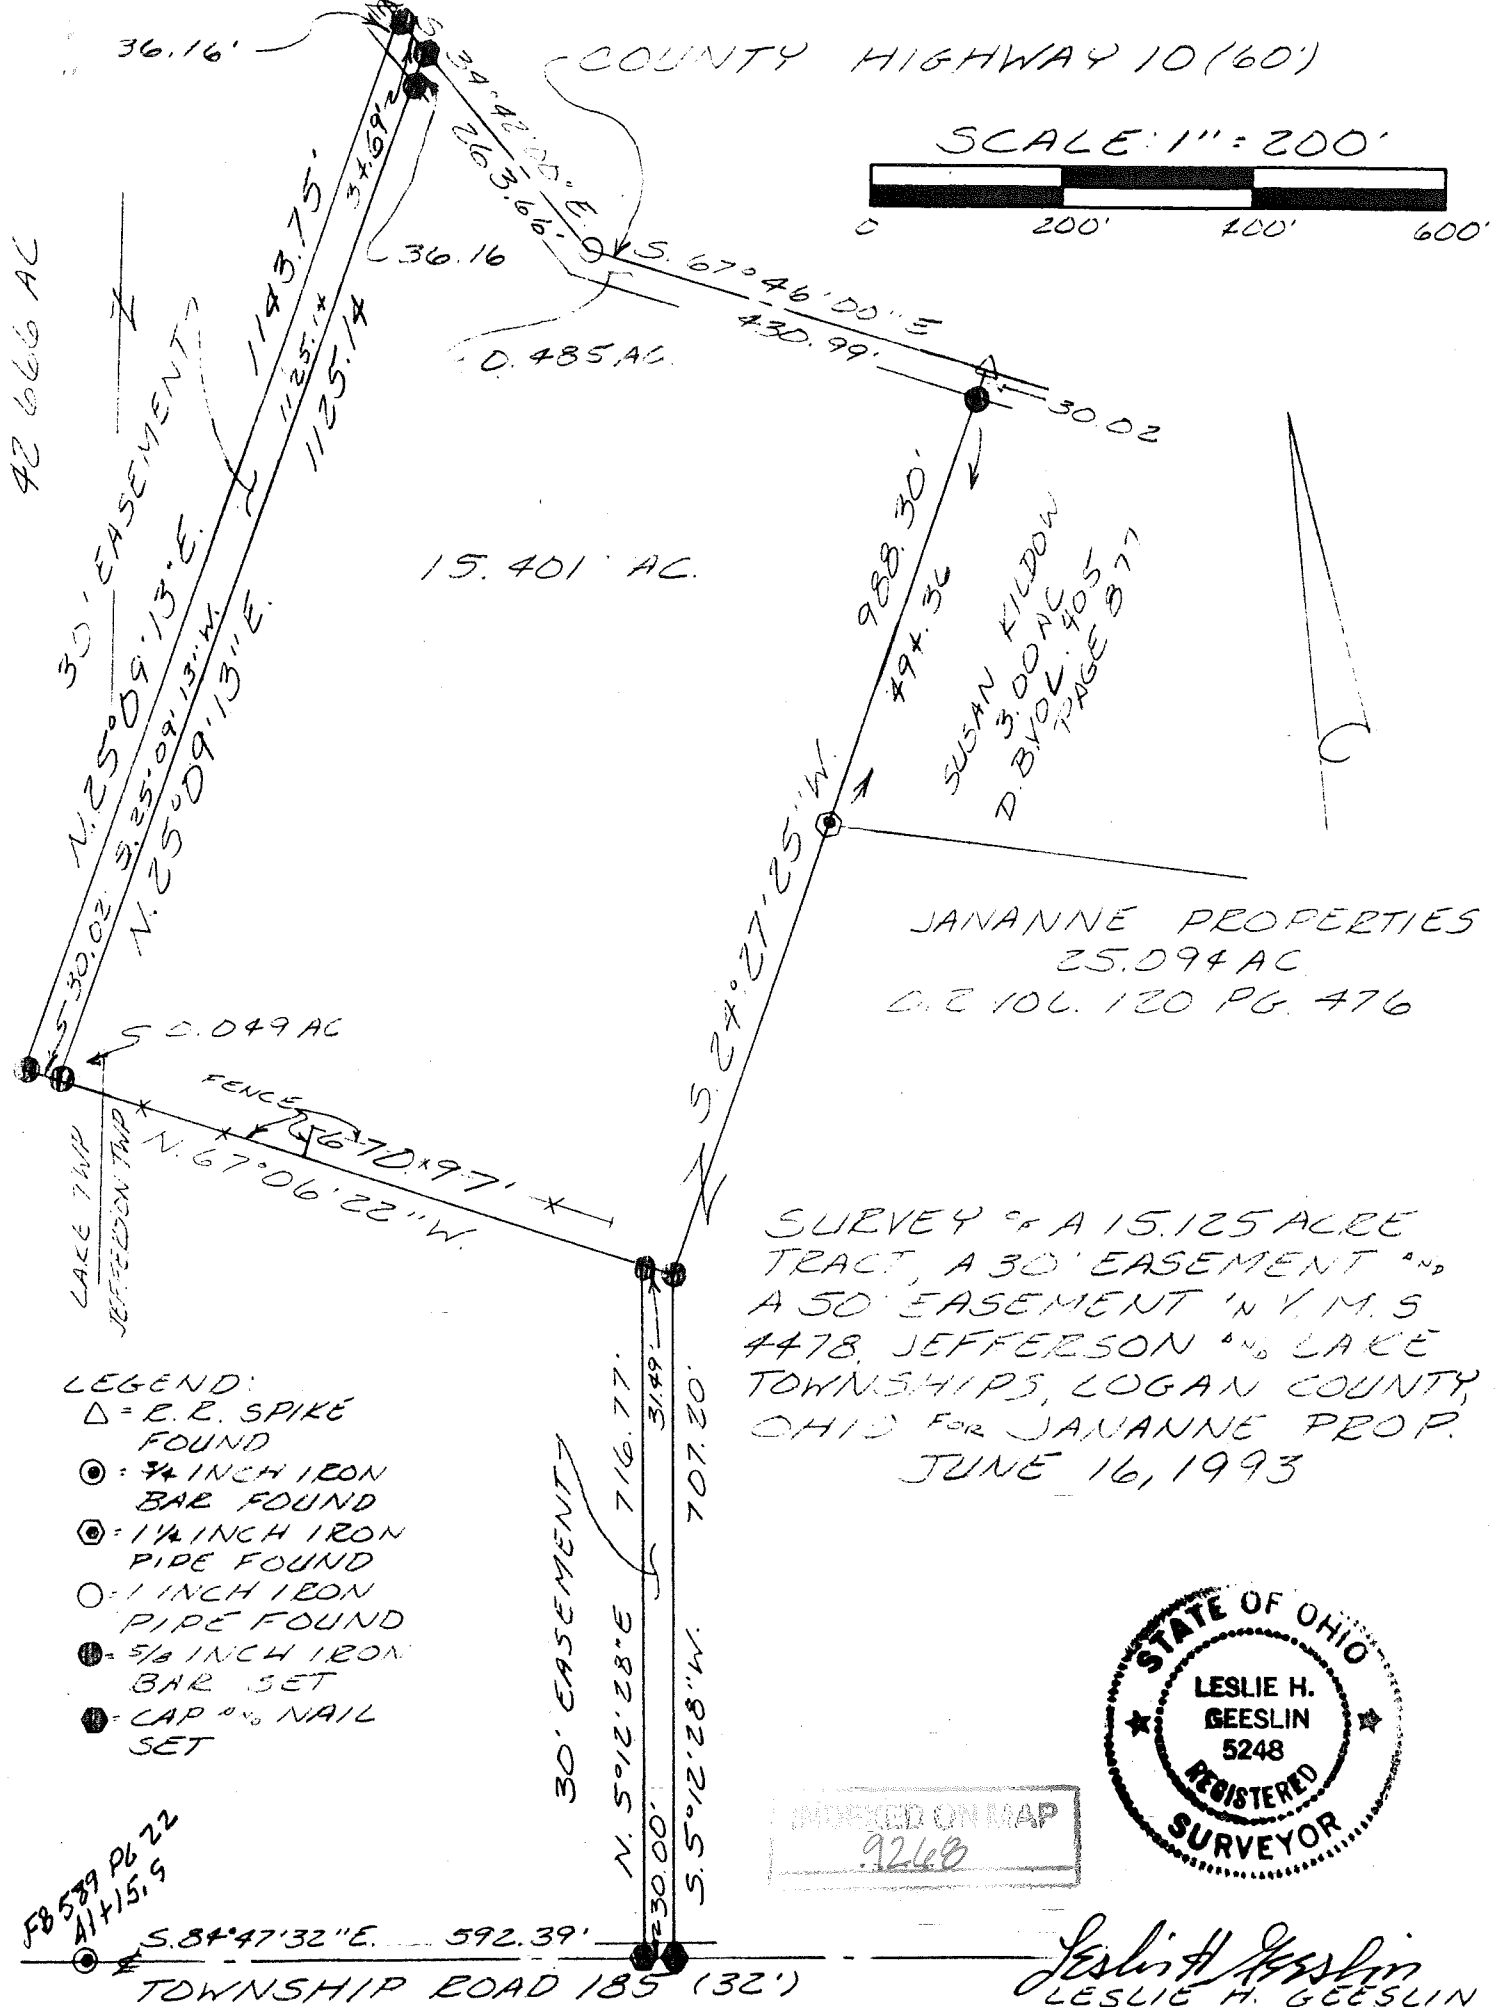 36.16'
COUNTY HIGHWAY 10 (60')
S. 34°42'00" E.
263.66'
SCALE: 1" = 200'
0 200' 400' 600'
34.69'
36.16
S. 67°46'00" E
430.99'
30.02
0.485 AC.
42.666 AC
30' EASEMENT
N. 25°09'13" E.
1143.75'
S. 25°09'13" W.
1125.14
N. 25°09'13" E.
1125.14
30.02
15.401 AC.
988.30'
494.36
S. 24°27'25" W.
SUSAN KILDOW
3.00 AC
D.B. VOL. 405
PAGE 877
JANANNE PROPERTIES
25.094 AC
VOL. 120 PG. 476
0.049 AC
FENCE
670.97'
N. 67°06'22" W.
LAKE TWP
JEFFERSON TWP
SURVEY OF A 15.125 ACRE
TRACT, A 30' EASEMENT AND
A 50' EASEMENT IN V.M.S
4478, JEFFERSON AND LAKE
TOWNSHIPS, LOGAN COUNTY,
OHIO FOR JANANNE PROP.
JUNE 16, 1993
LEGEND:
△ = R.R. SPIKE
FOUND
= 3/4 INCH IRON
BAR FOUND
= 1 1/4 INCH IRON
PIPE FOUND
○ = 1 INCH IRON
PIPE FOUND
= 5/8 INCH IRON
BAR SET
= CAP AND NAIL
SET
30' EASEMENT
N. 5°12'28" E 716.77'
31.49'
30.00'
S. 5°12'28" W. 707.20'
STATE OF OHIO
LESLIE H.
GEESLIN
5248
REGISTERED
SURVEYOR
INDEXED ON MAP
9268
FB 589 PG 22
A1+15.9
S. 84°47'32" E. 592.39'
TOWNSHIP ROAD 185 (32')
Leslie H Geeslin
LESLIE H. GEESLIN